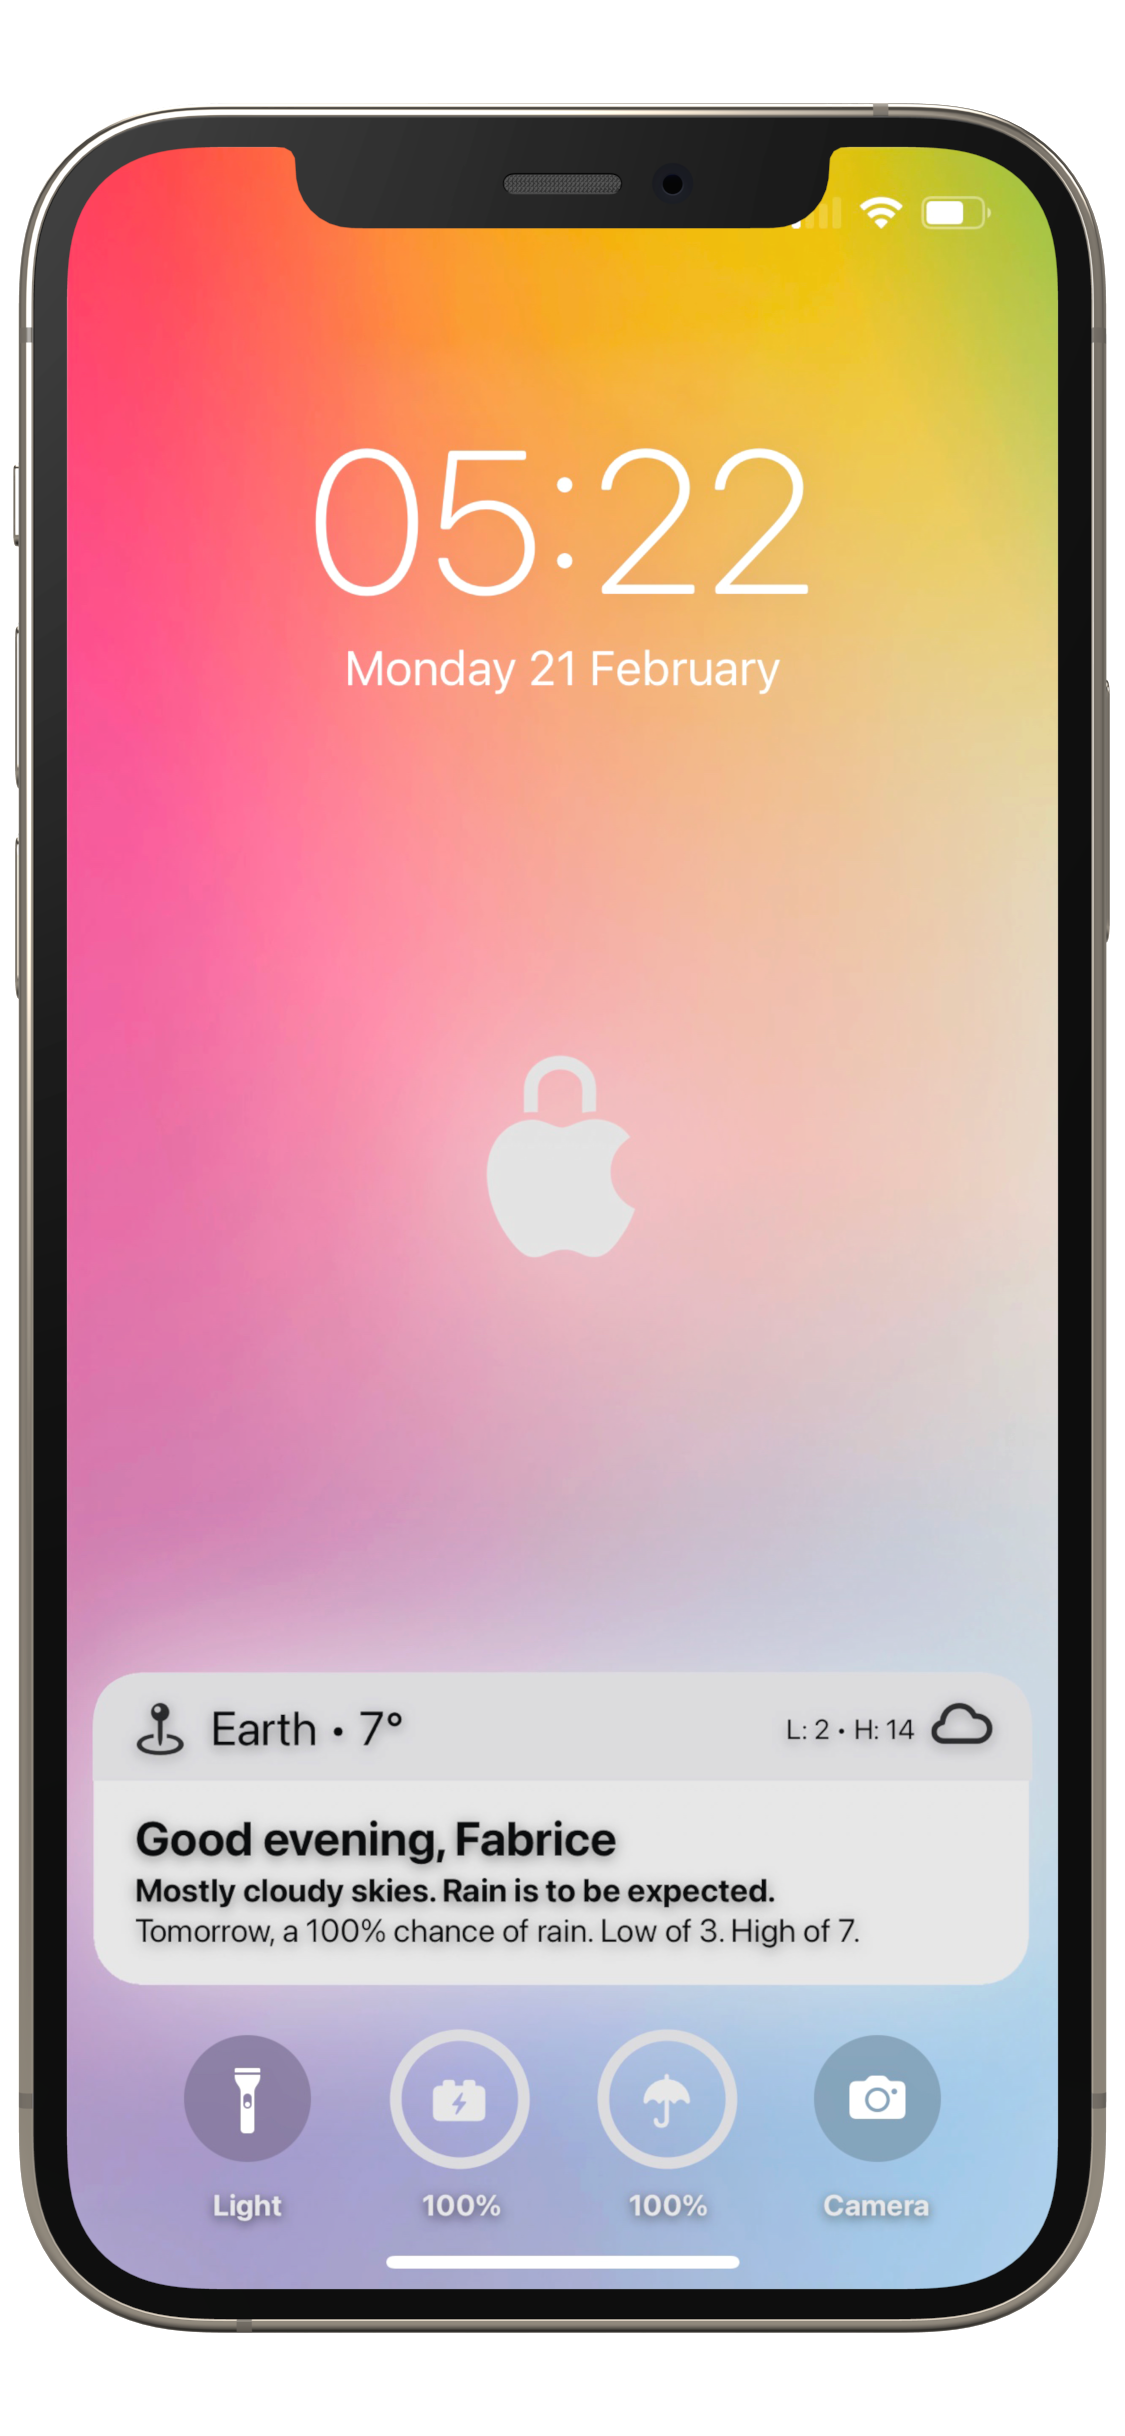 05:22
Monday 21 February
Earth • 7°
L: 2 • H: 14
Good evening, Fabrice
Mostly cloudy skies. Rain is to be expected.
Tomorrow, a 100% chance of rain. Low of 3. High of 7.
Light
100%
100%
Camera